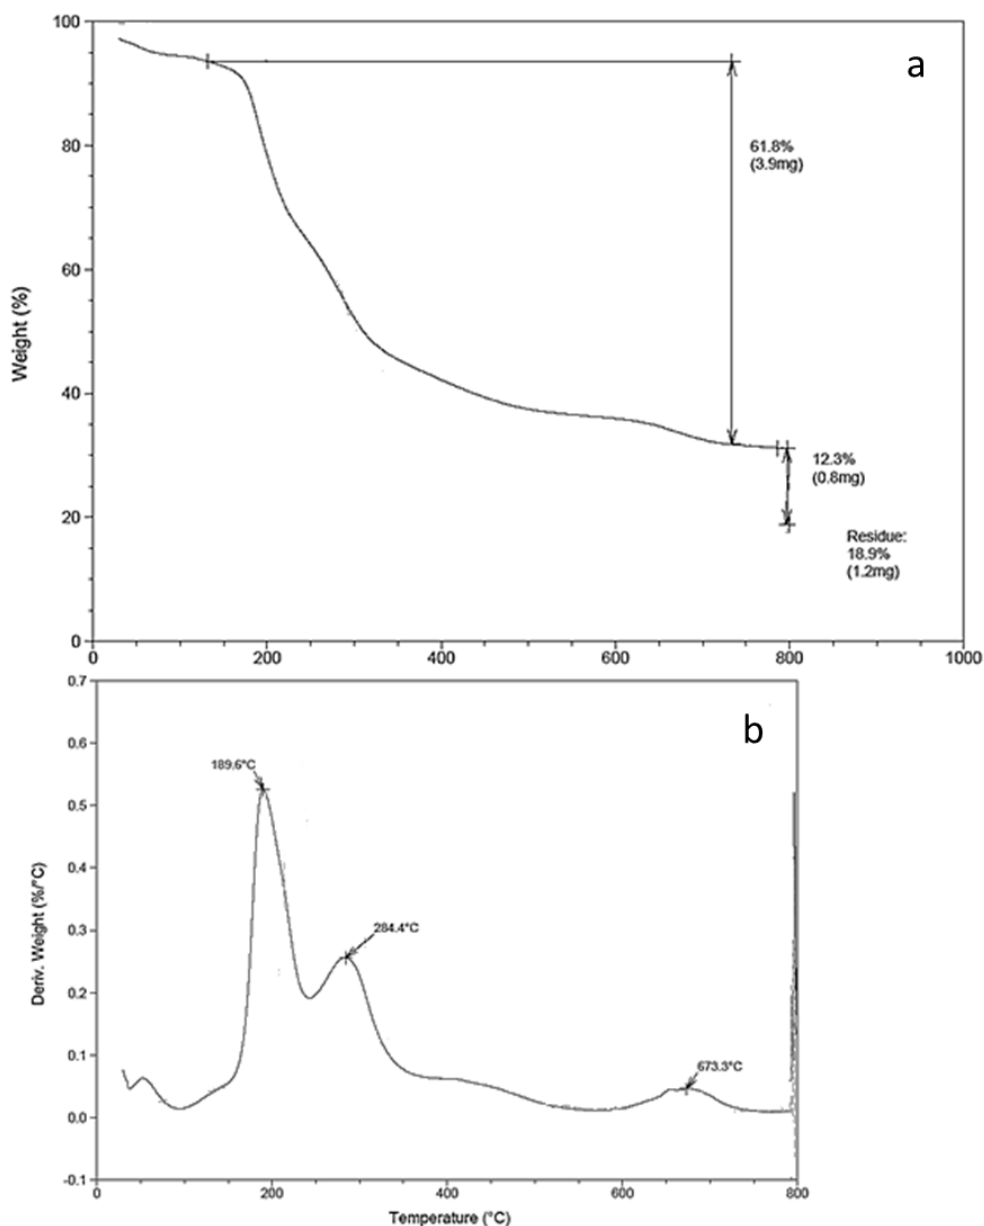 a
100
80
60
40
20
0
Weight (%)
61.8%
(3.9mg)
12.3%
(0.8mg)
Residue:
18.9%
(1.2mg)
0 200 400 600 800 1000
b
0.7
0.6
0.5
0.4
0.3
0.2
0.1
0.0
-0.1
Deriv. Weight (%/°C)
189.6°C
284.4°C
673.3°C
0 200 400 600 800
Temperature (°C)